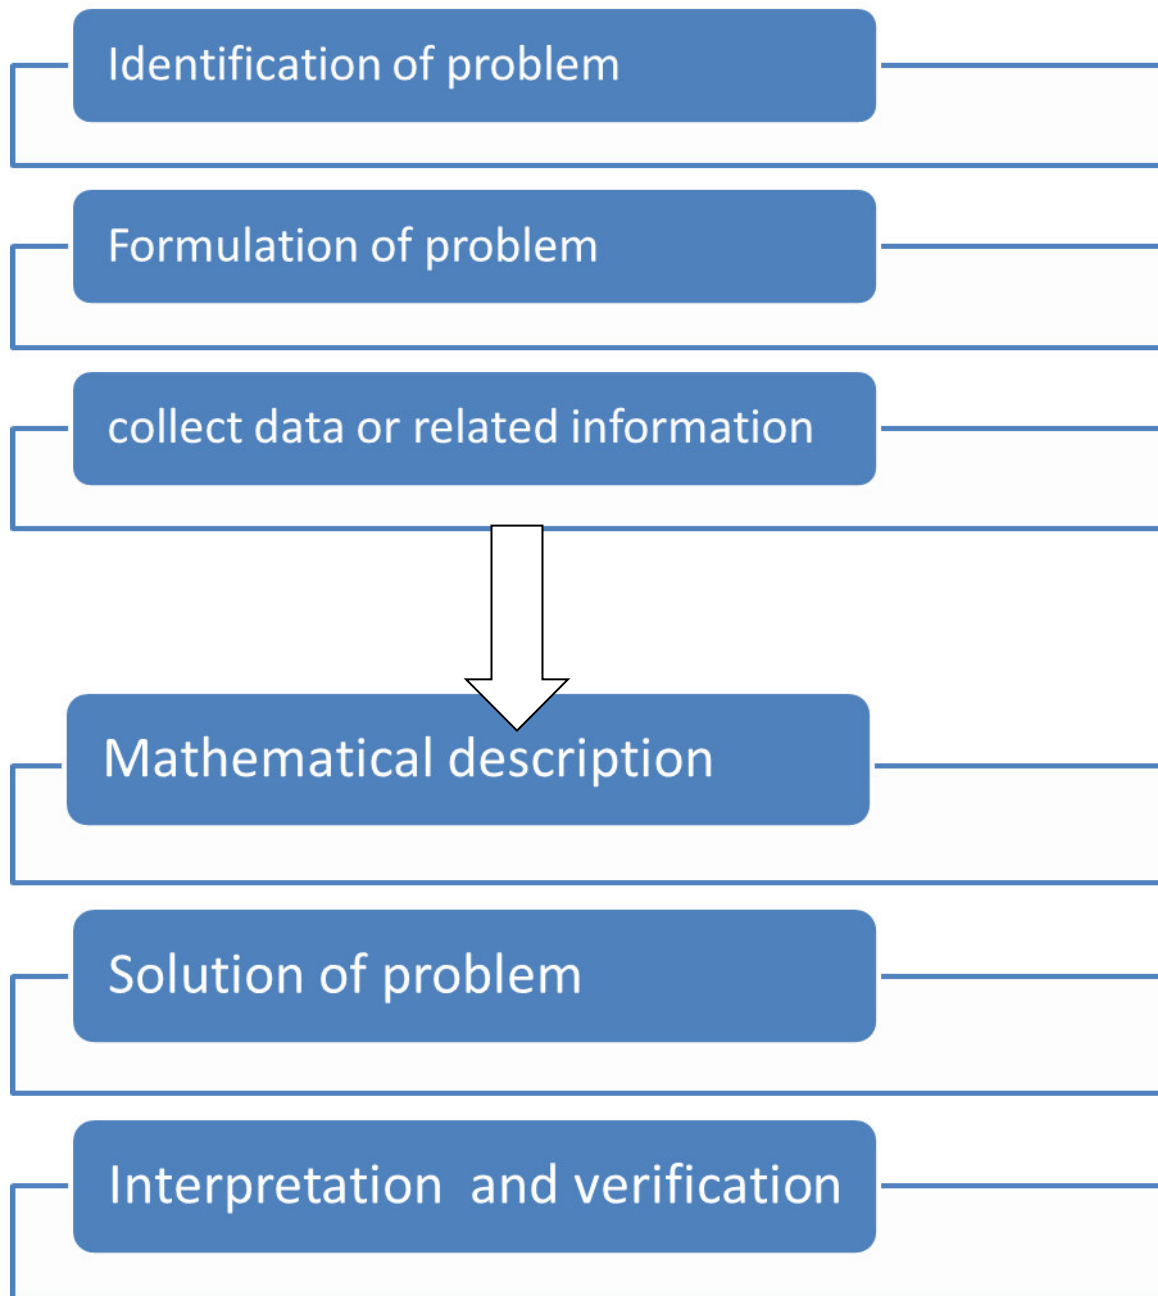 Identification of problem
Formulation of problem
collect data or related information
Mathematical description
Solution of problem
Interpretation  and verification